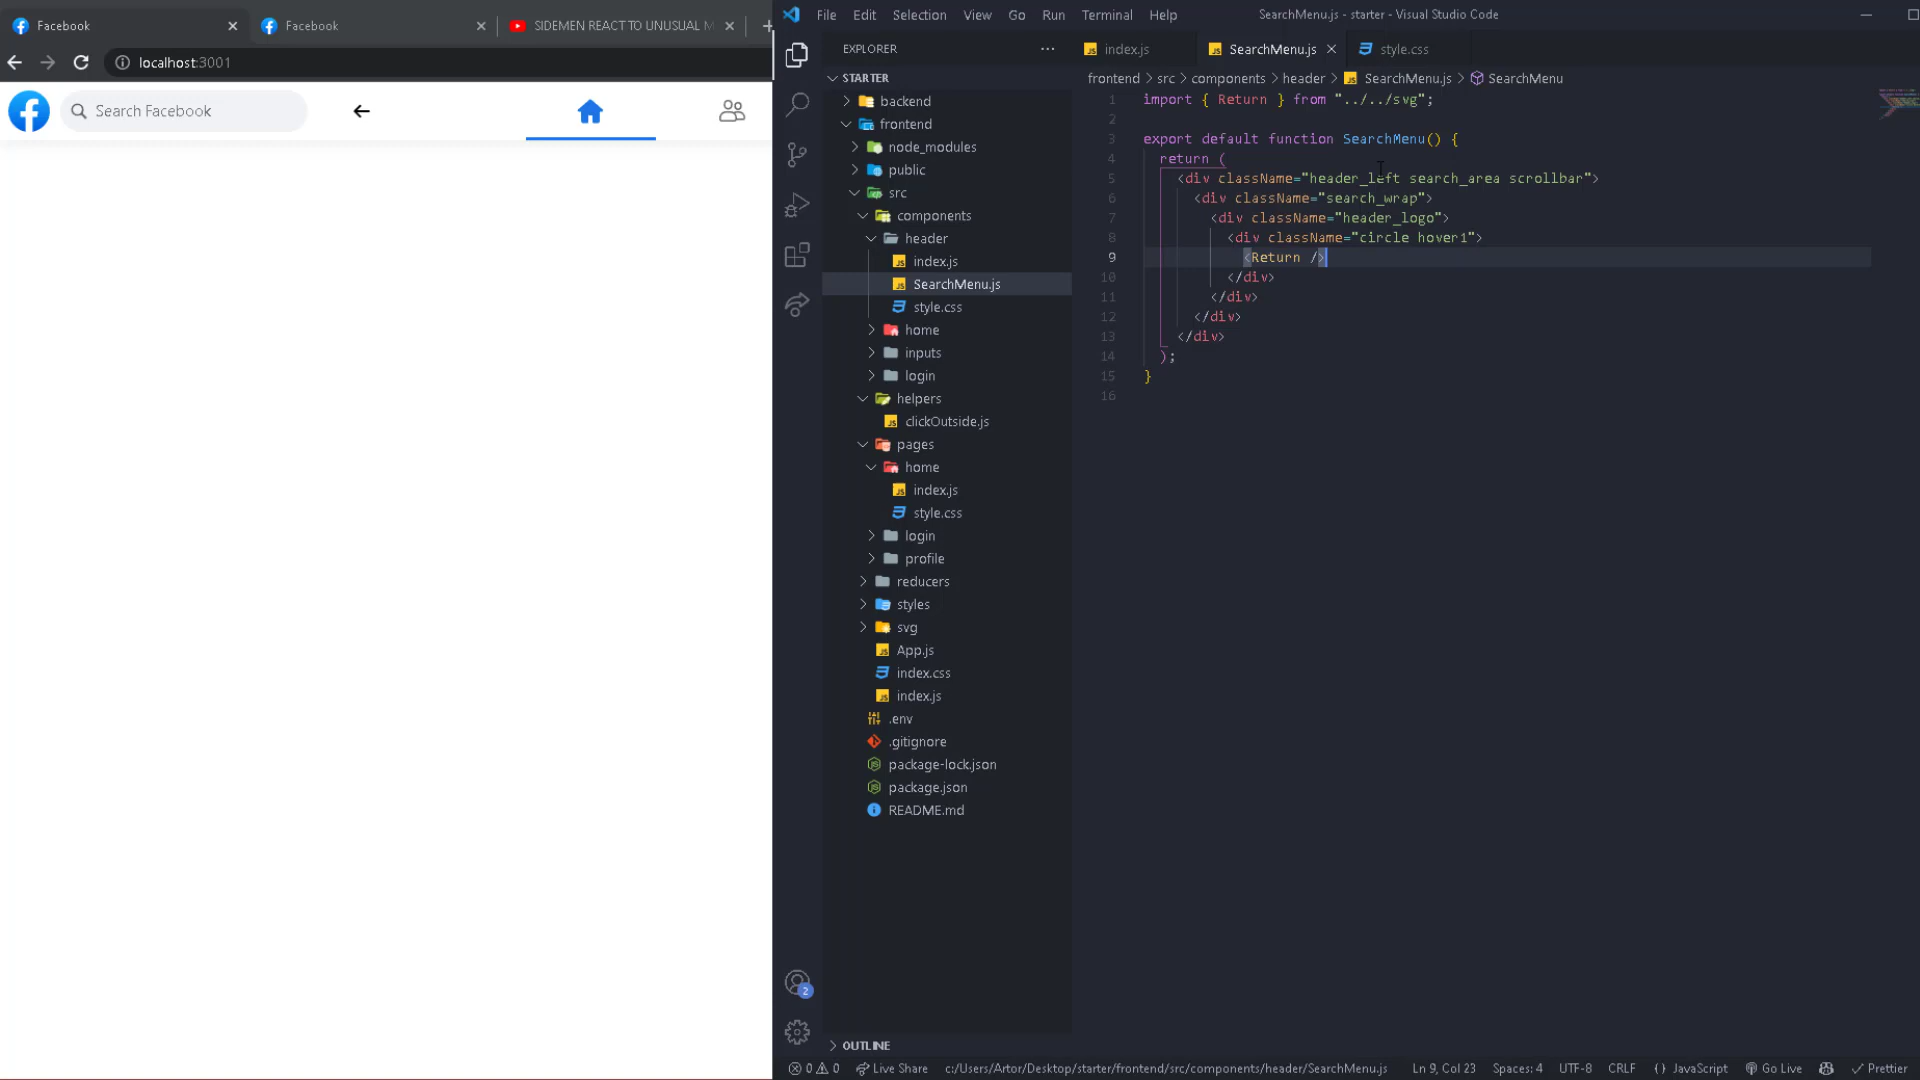 Facebook
Facebook
SIDEMEN REACT TO UNUSUAL M
localhost:3001
Search Facebook
File Edit Selection View Go Run Terminal Help
SearchMenu.js - starter - Visual Studio Code
EXPLORER
STARTER
backend
frontend
node_modules
public
src
components
header
index.js
SearchMenu.js
style.css
home
inputs
login
helpers
clickOutside.js
pages
home
index.js
style.css
login
profile
reducers
styles
svg
App.js
index.css
index.js
.env
.gitignore
package-lock.json
package.json
README.md
OUTLINE
index.js
SearchMenu.js
style.css
frontend > src > components > header > SearchMenu.js > SearchMenu
1 import { Return } from "../../svg";
2
3 export default function SearchMenu() {
4 return (
5 <div className="header_left search_area scrollbar">
6 <div className="search_wrap">
7 <div className="header_logo">
8 <div className="circle hover1">
9 <Return />
10 </div>
11 </div>
12 </div>
13 </div>
14 );
15 }
16
2
0 0 Live Share c:/Users/Artor/Desktop/starter/frontend/src/components/header/SearchMenu.js Ln 9, Col 23 Spaces: 4 UTF-8 CRLF {} JavaScript Go Live Prettier